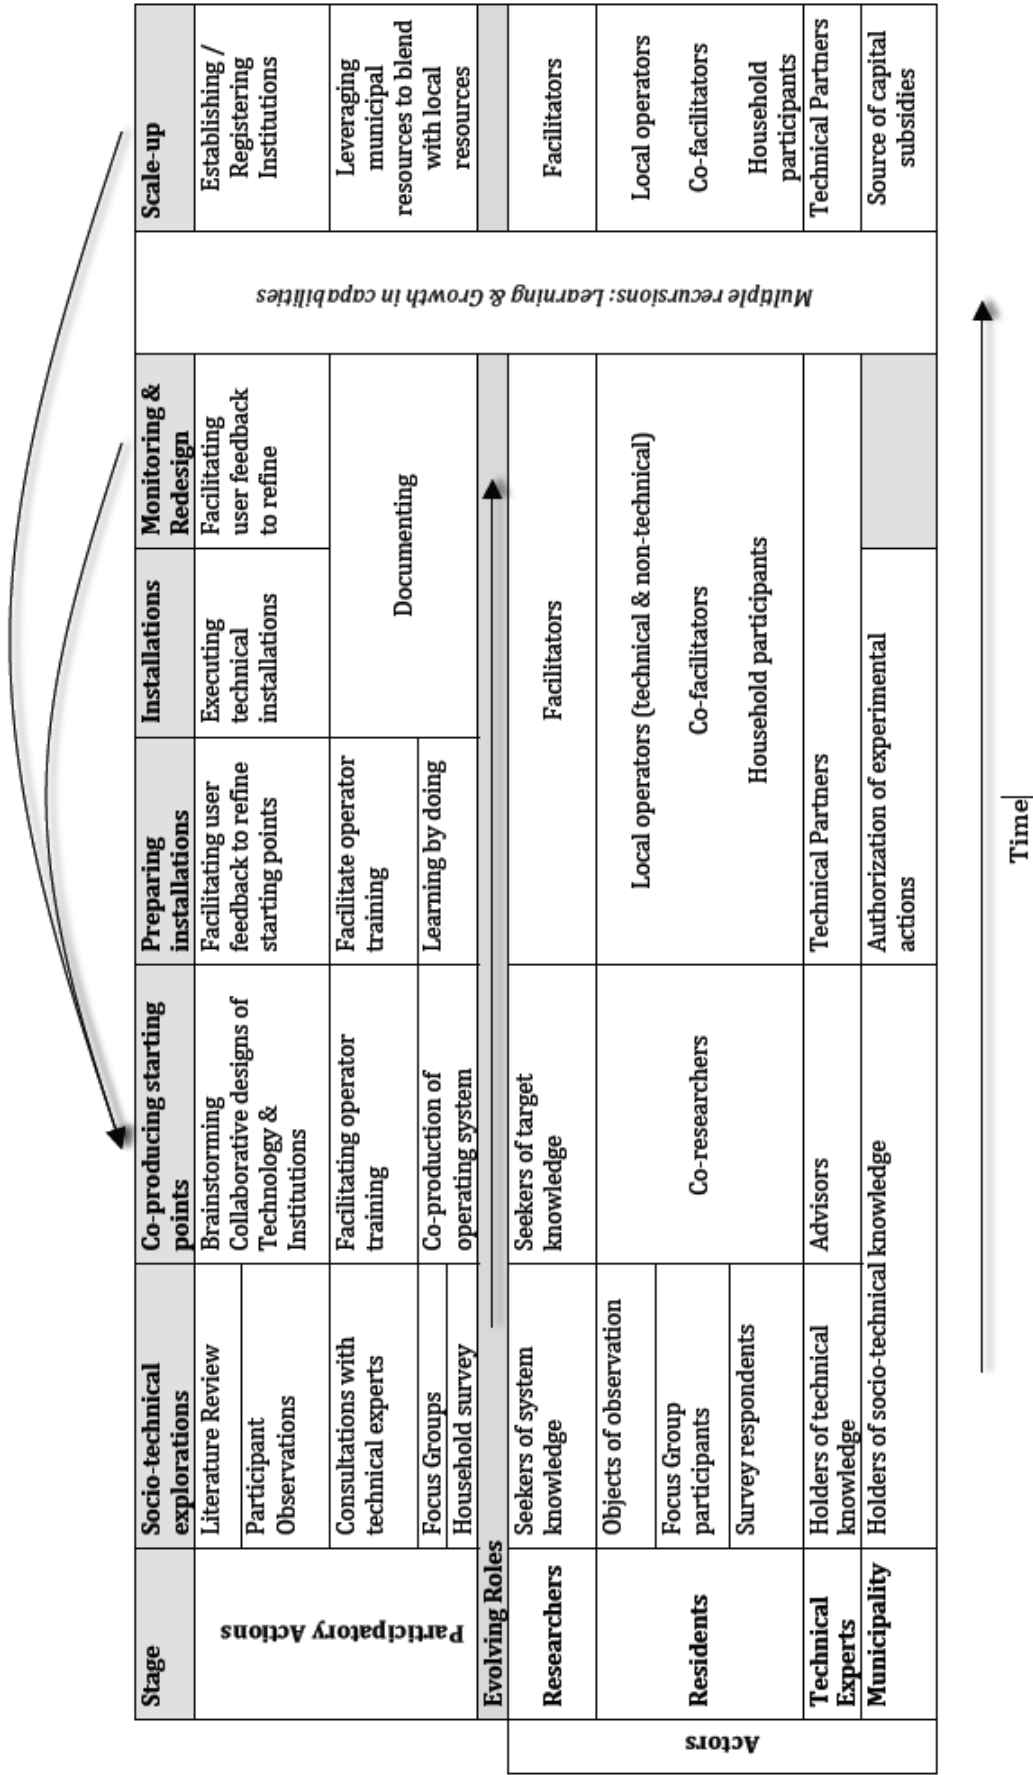 Stage
Socio-technical
explorations
Co-producing starting
points
Preparing
installations
Installations
Monitoring &
Redesign
Scale-up
Participatory Actions
Literature Review
Participant
Observations
Consultations with
technical experts
Focus Groups
Household survey
Brainstorming
Collaborative designs of
Technology &
Institutions
Facilitating operator
training
Co-production of
operating system
Facilitating user
feedback to refine
starting points
Facilitate operator
training
Learning by doing
Executing
technical
installations
Facilitating
user feedback
to refine
Documenting
Multiple recursions: Learning & Growth in capabilities
Establishing /
Registering
Institutions
Leveraging
municipal
resources to blend
with local
resources
Evolving Roles
Actors
Researchers
Seekers of system
knowledge
Seekers of target
knowledge
Facilitators
Facilitators
Residents
Objects of observation
Focus Group
participants
Survey respondents
Co-researchers
Local operators (technical & non-technical)
Co-facilitators
Household participants
Local operators
Co-facilitators
Household
participants
Technical
Experts
Holders of technical
knowledge
Advisors
Technical Partners
Technical Partners
Municipality
Holders of socio-technical knowledge
Authorization of experimental
actions
Source of capital
subsidies
Time